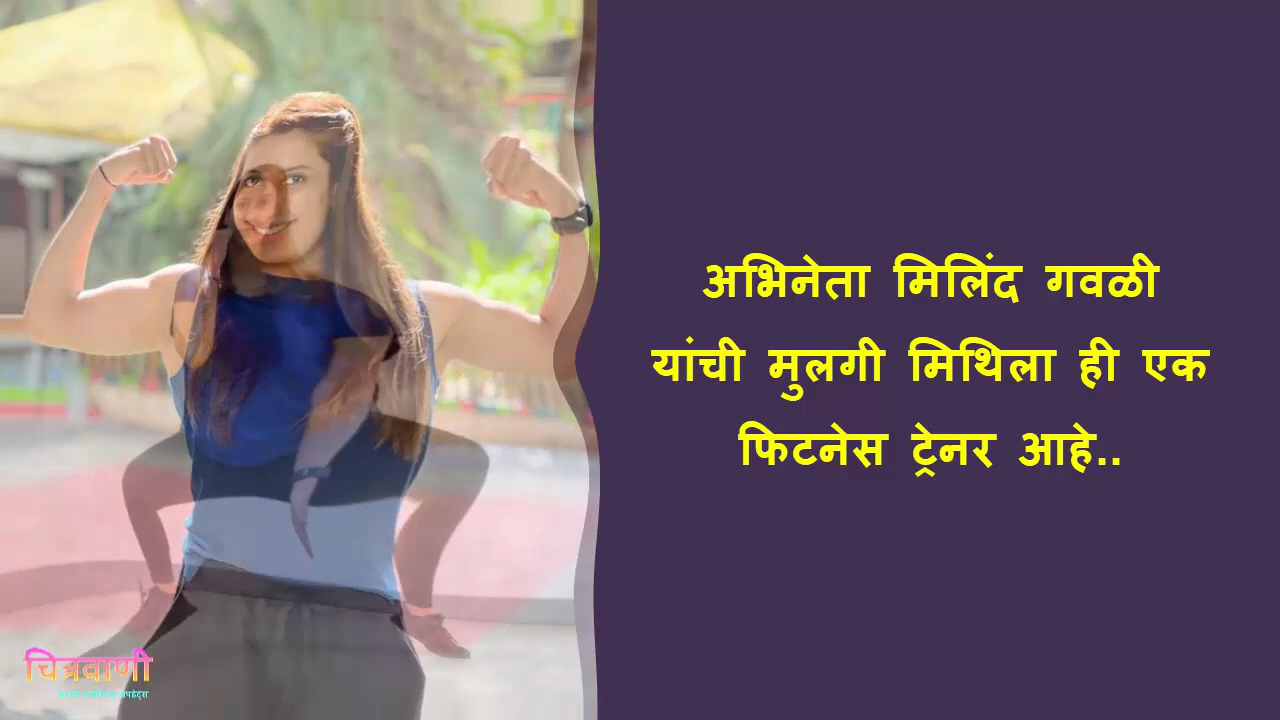 अभिनेता मिलिंद गवळी
यांची मुलगी मिथिला ही एक
फिटनेस ट्रेनर आहे..
चित्रवाणी